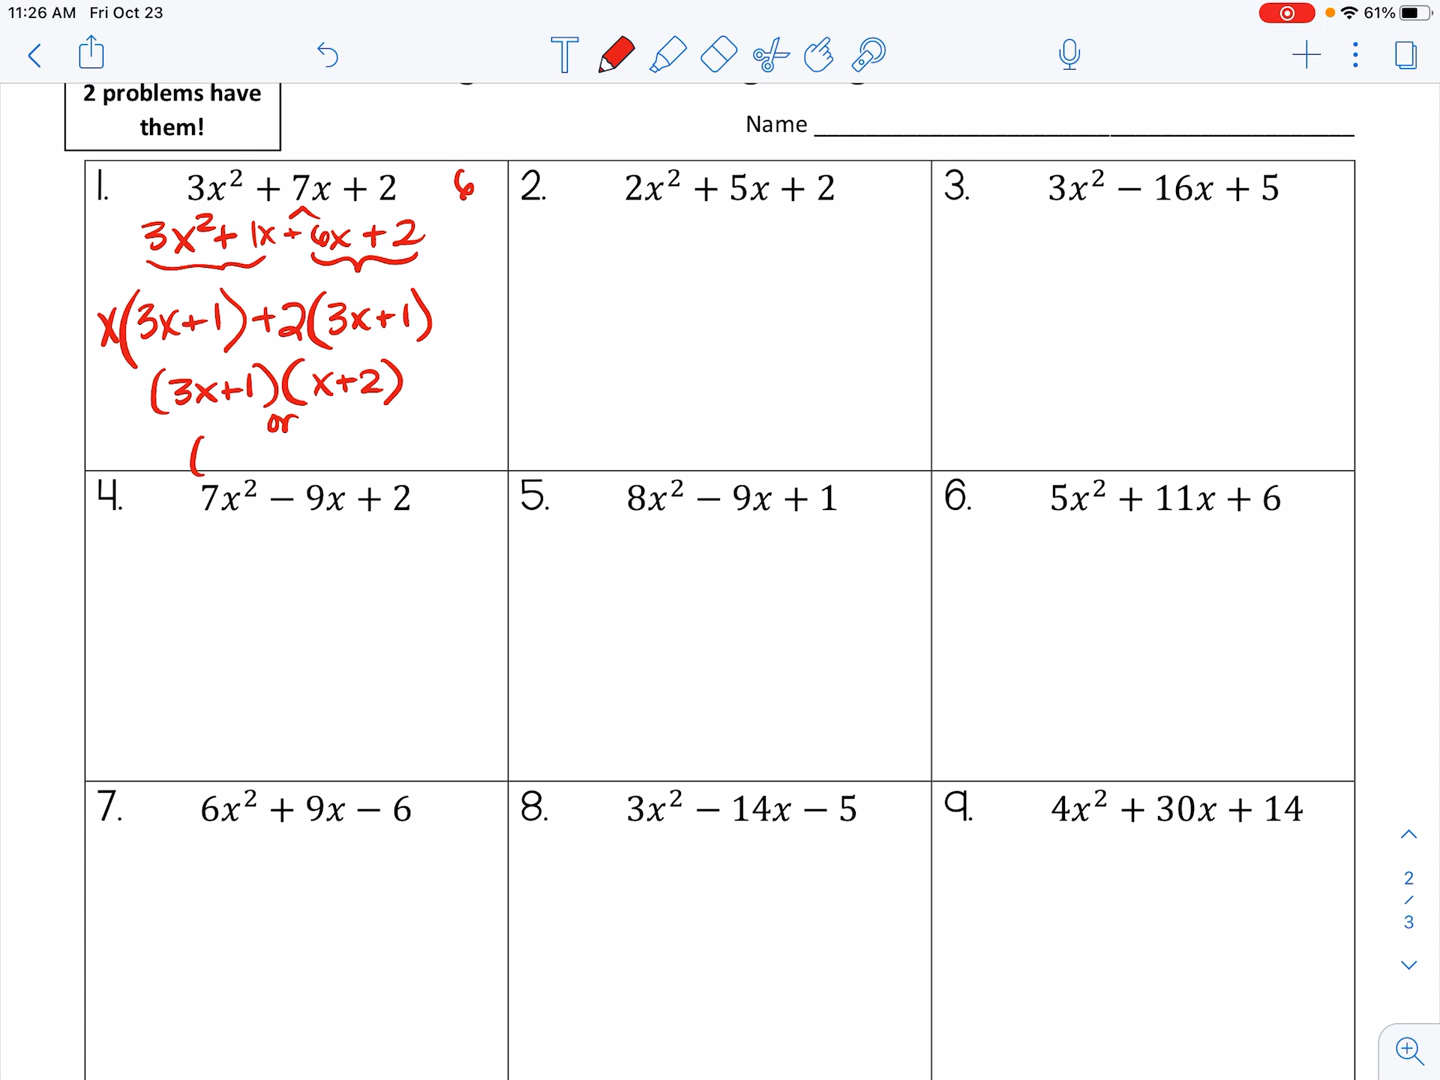 11:26 AM Fri Oct 23
61%
T
2 problems have
them!
Name
1. 3x² + 7x + 2 6
3x² + 1x + 6x + 2
x(3x+1)+2(3x+1)
(3x+1)(x+2)
or
(
2. 2x² + 5x + 2
3. 3x² − 16x + 5
4. 7x² − 9x + 2
5. 8x² − 9x + 1
6. 5x² + 11x + 6
7. 6x² + 9x − 6
8. 3x² − 14x − 5
9. 4x² + 30x + 14
2
/
3